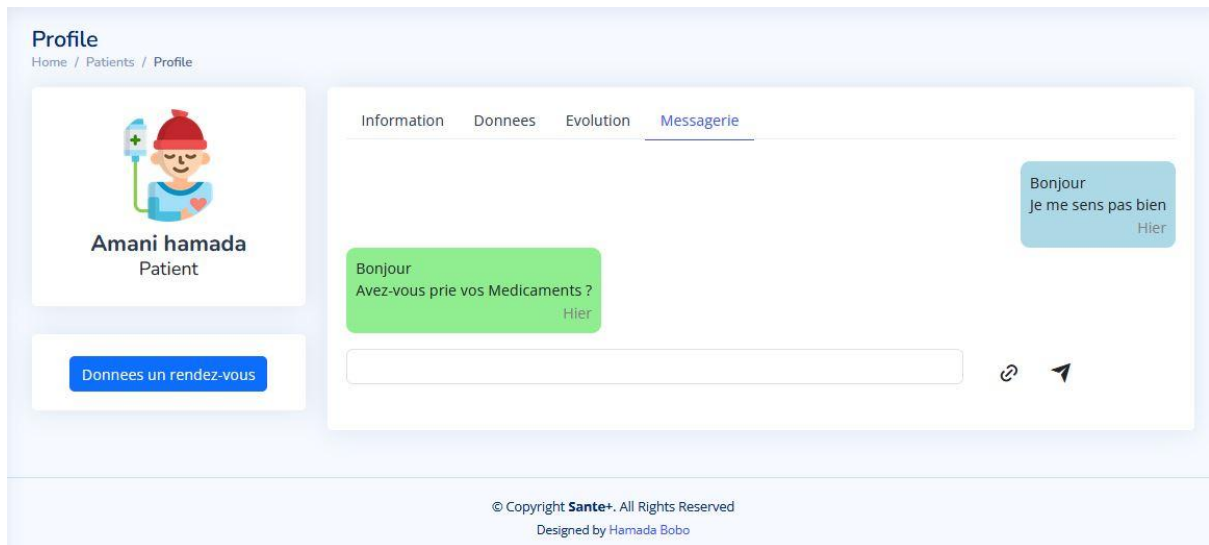 Profile
Home / Patients / Profile
Amani hamada
Patient
Donnees un rendez-vous
Information Donnees Evolution Messagerie
Bonjour
Je me sens pas bien
Hier
Bonjour
Avez-vous prie vos Medicaments ?
Hier
© Copyright Sante+. All Rights Reserved
Designed by Hamada Bobo